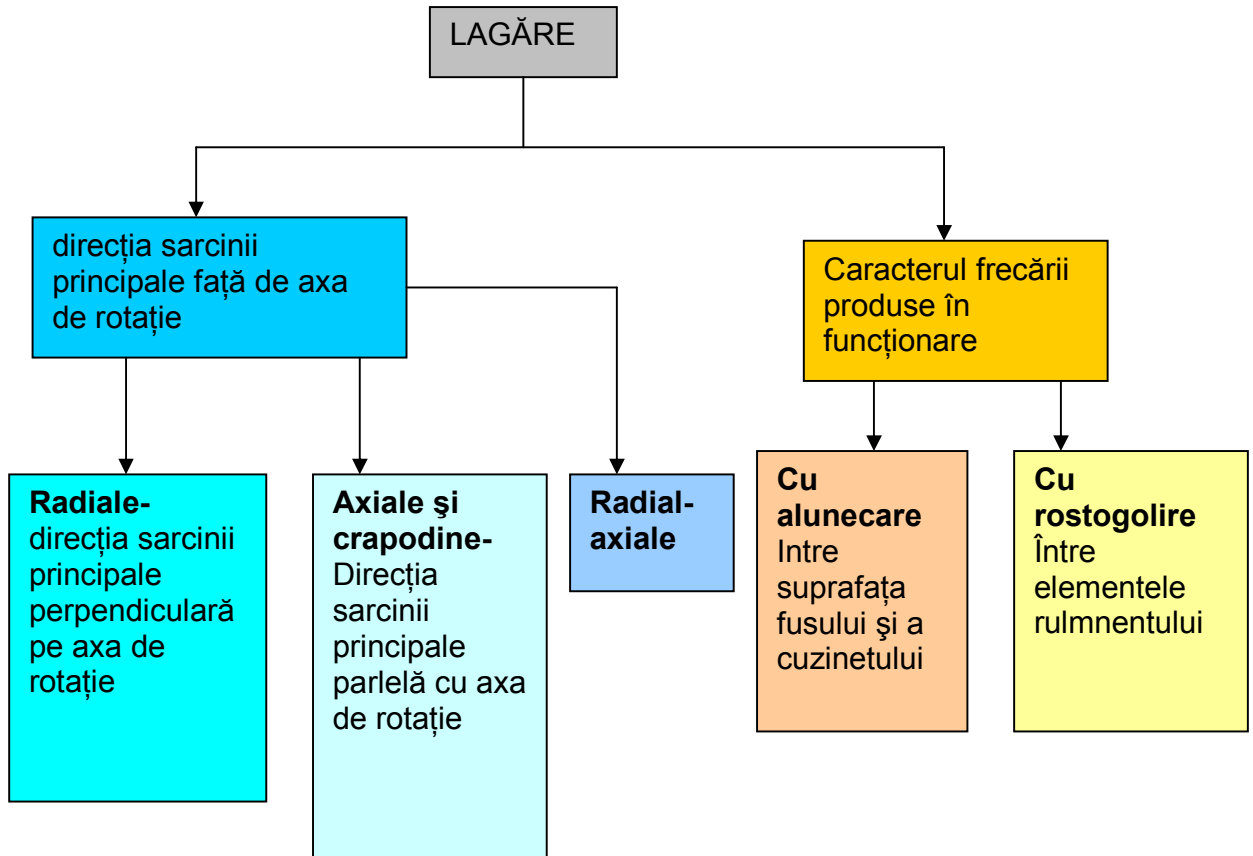 LAGĂRE
direcția sarcinii
principale față de axa
de rotație
Caracterul frecării
produse în
funcționare
Radiale-
direcția sarcinii
principale
perpendiculară
pe axa de
rotație
Axiale şi
crapodine-
Direcția
sarcinii
principale
parlelă cu axa
de rotație
Radial-
axiale
Cu
alunecare
Intre
suprafața
fusului şi a
cuzinetului
Cu
rostogolire
Între
elementele
rulmnentului